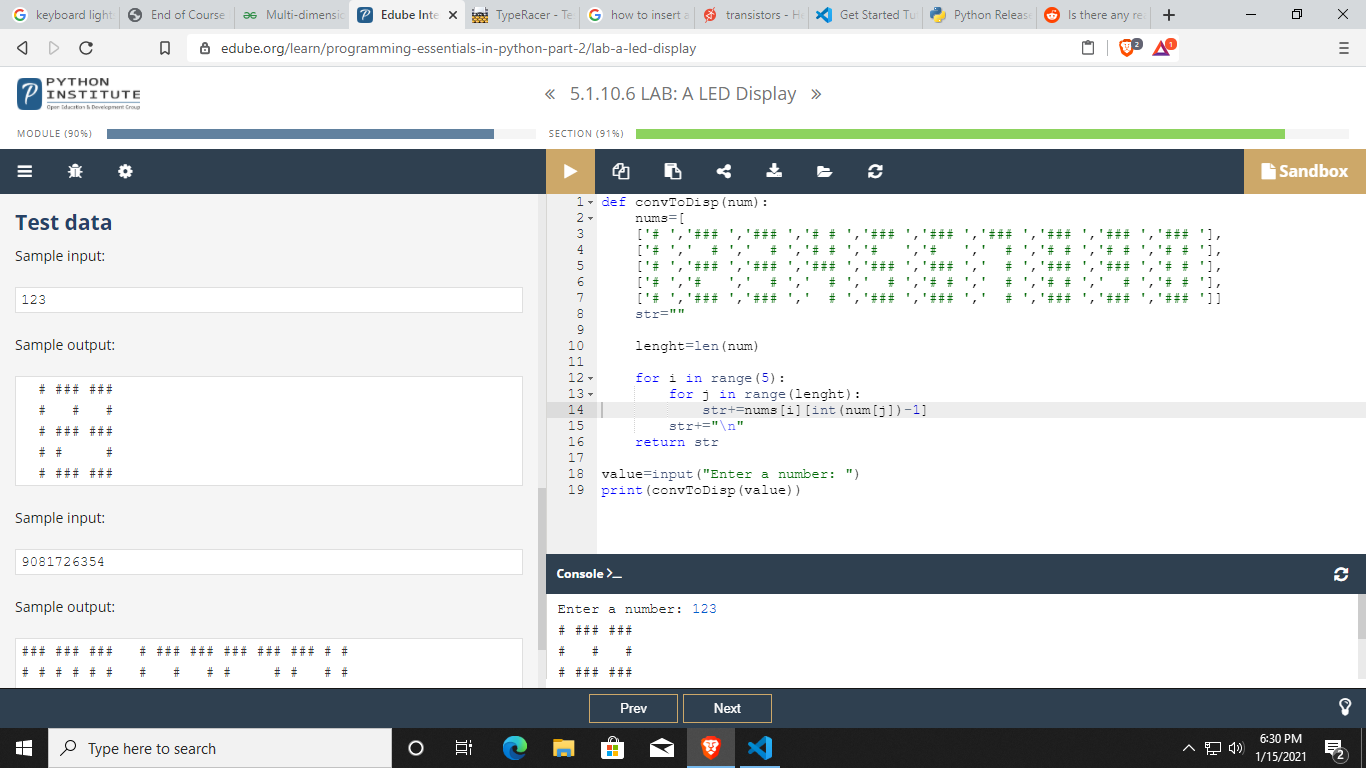 keyboard light
End of Course
Multi-dimensio
Edube Inte
TypeRacer - Te
how to insert a
transistors - H
Get Started Tu
Python Release
Is there any re
edube.org/learn/programming-essentials-in-python-part-2/lab-a-led-display
2
1
PYTHON
INSTITUTE
Open Education & Development Group
« 5.1.10.6 LAB: A LED Display »
MODULE (90%)
SECTION (91%)
Sandbox
Test data
Sample input:
123
Sample output:
  # ### ###
  #   #   #
  # ### ###
  # #     #
  # ### ###
Sample input:
9081726354
Sample output:
### ### ###   # ### ### ### ### ### # #
# # # # # #   #   #   # #     # #   # #
1 def convToDisp(num):
2     nums=[
3     ['# ','### ','### ','# # ','### ','### ','### ','### ','### ','### '],
4     ['# ','  # ','  # ','# # ','#   ','#   ','  # ','# # ','# # ','# # '],
5     ['# ','### ','### ','### ','### ','### ','  # ','### ','### ','# # '],
6     ['# ','#   ','  # ','  # ','  # ','# # ','  # ','# # ','  # ','# # '],
7     ['# ','### ','### ','  # ','### ','### ','  # ','### ','### ','### ']]
8     str=""
9
10     lenght=len(num)
11
12     for i in range(5):
13         for j in range(lenght):
14             str+=nums[i][int(num[j])-1]
15         str+="\n"
16     return str
17
18 value=input("Enter a number: ")
19 print(convToDisp(value))
Console >_
Enter a number: 123
# ### ###
#   #   #
# ### ###
Prev
Next
Type here to search
6:30 PM
1/15/2021
2